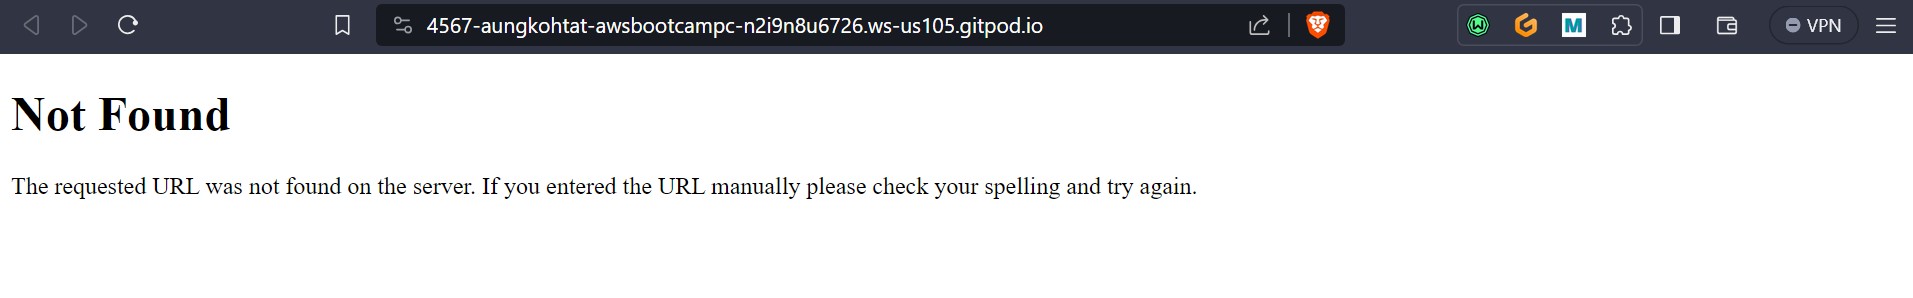 4567-aungkohtat-awsbootcampc-n2i9n8u6726.ws-us105.gitpod.io
M
VPN
Not Found
The requested URL was not found on the server. If you entered the URL manually please check your spelling and try again.